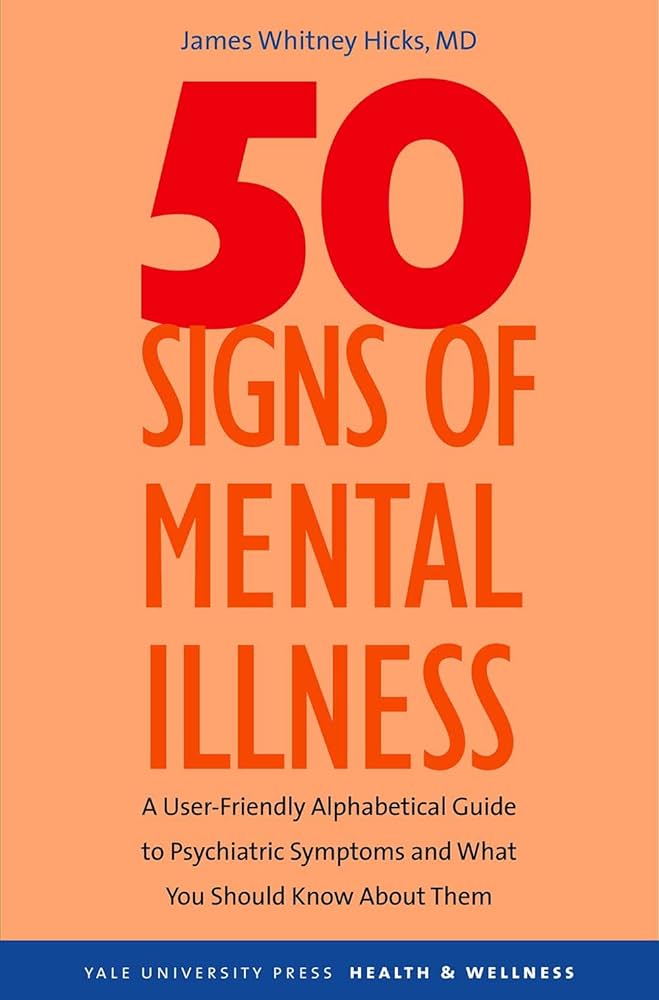 James Whitney Hicks, MD
50
SIGNS OF
MENTAL
ILLNESS
A User-Friendly Alphabetical Guide
to Psychiatric Symptoms and What
You Should Know About Them
YALE UNIVERSITY PRESS HEALTH & WELLNESS